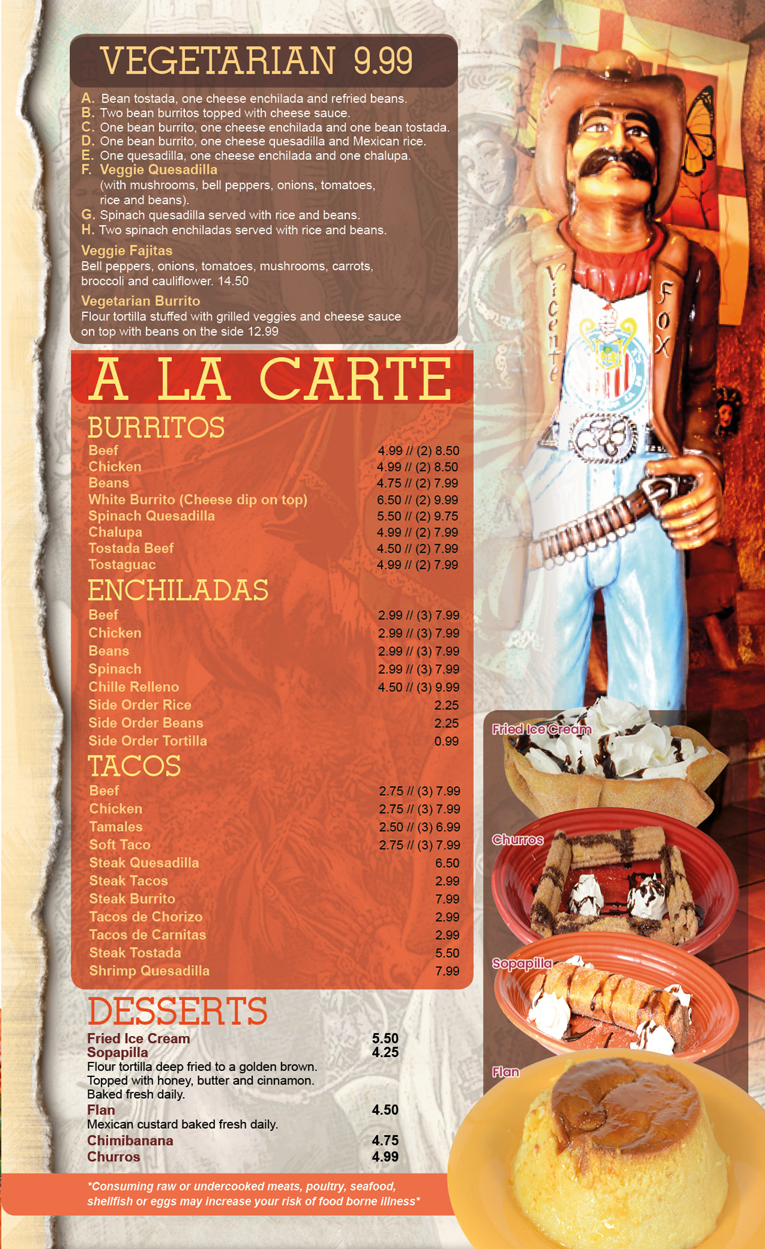 VEGETARIAN 9.99
A. Bean tostada, one cheese enchilada and refried beans.
B. Two bean burritos topped with cheese sauce.
C. One bean burrito, one cheese enchilada and one bean tostada.
D. One bean burrito, one cheese quesadilla and Mexican rice.
E. One quesadilla, one cheese enchilada and one chalupa.
F. Veggie Quesadilla
(with mushrooms, bell peppers, onions, tomatoes,
rice and beans).
G. Spinach quesadilla served with rice and beans.
H. Two spinach enchiladas served with rice and beans.
Veggie Fajitas
Bell peppers, onions, tomatoes, mushrooms, carrots,
broccoli and cauliflower. 14.50
Vegetarian Burrito
Flour tortilla stuffed with grilled veggies and cheese sauce
on top with beans on the side 12.99
A LA CARTE
BURRITOS
Beef 4.99 // (2) 8.50
Chicken 4.99 // (2) 8.50
Beans 4.75 // (2) 7.99
White Burrito (Cheese dip on top) 6.50 // (2) 9.99
Spinach Quesadilla 5.50 // (2) 9.75
Chalupa 4.99 // (2) 7.99
Tostada Beef 4.50 // (2) 7.99
Tostaguac 4.99 // (2) 7.99
ENCHILADAS
Beef 2.99 // (3) 7.99
Chicken 2.99 // (3) 7.99
Beans 2.99 // (3) 7.99
Spinach 2.99 // (3) 7.99
Chille Relleno 4.50 // (3) 9.99
Side Order Rice 2.25
Side Order Beans 2.25
Side Order Tortilla 0.99
TACOS
Beef 2.75 // (3) 7.99
Chicken 2.75 // (3) 7.99
Tamales 2.50 // (3) 6.99
Soft Taco 2.75 // (3) 7.99
Steak Quesadilla 6.50
Steak Tacos 2.99
Steak Burrito 7.99
Tacos de Chorizo 2.99
Tacos de Carnitas 2.99
Steak Tostada 5.50
Shrimp Quesadilla 7.99
DESSERTS
Fried Ice Cream 5.50
Sopapilla 4.25
Flour tortilla deep fried to a golden brown.
Topped with honey, butter and cinnamon.
Baked fresh daily.
Flan 4.50
Mexican custard baked fresh daily.
Chimibanana 4.75
Churros 4.99
*Consuming raw or undercooked meats, poultry, seafood,
shellfish or eggs may increase your risk of food borne illness*
Vicente
FOX
Fried Ice Cream
Churros
Sopapilla
Flan